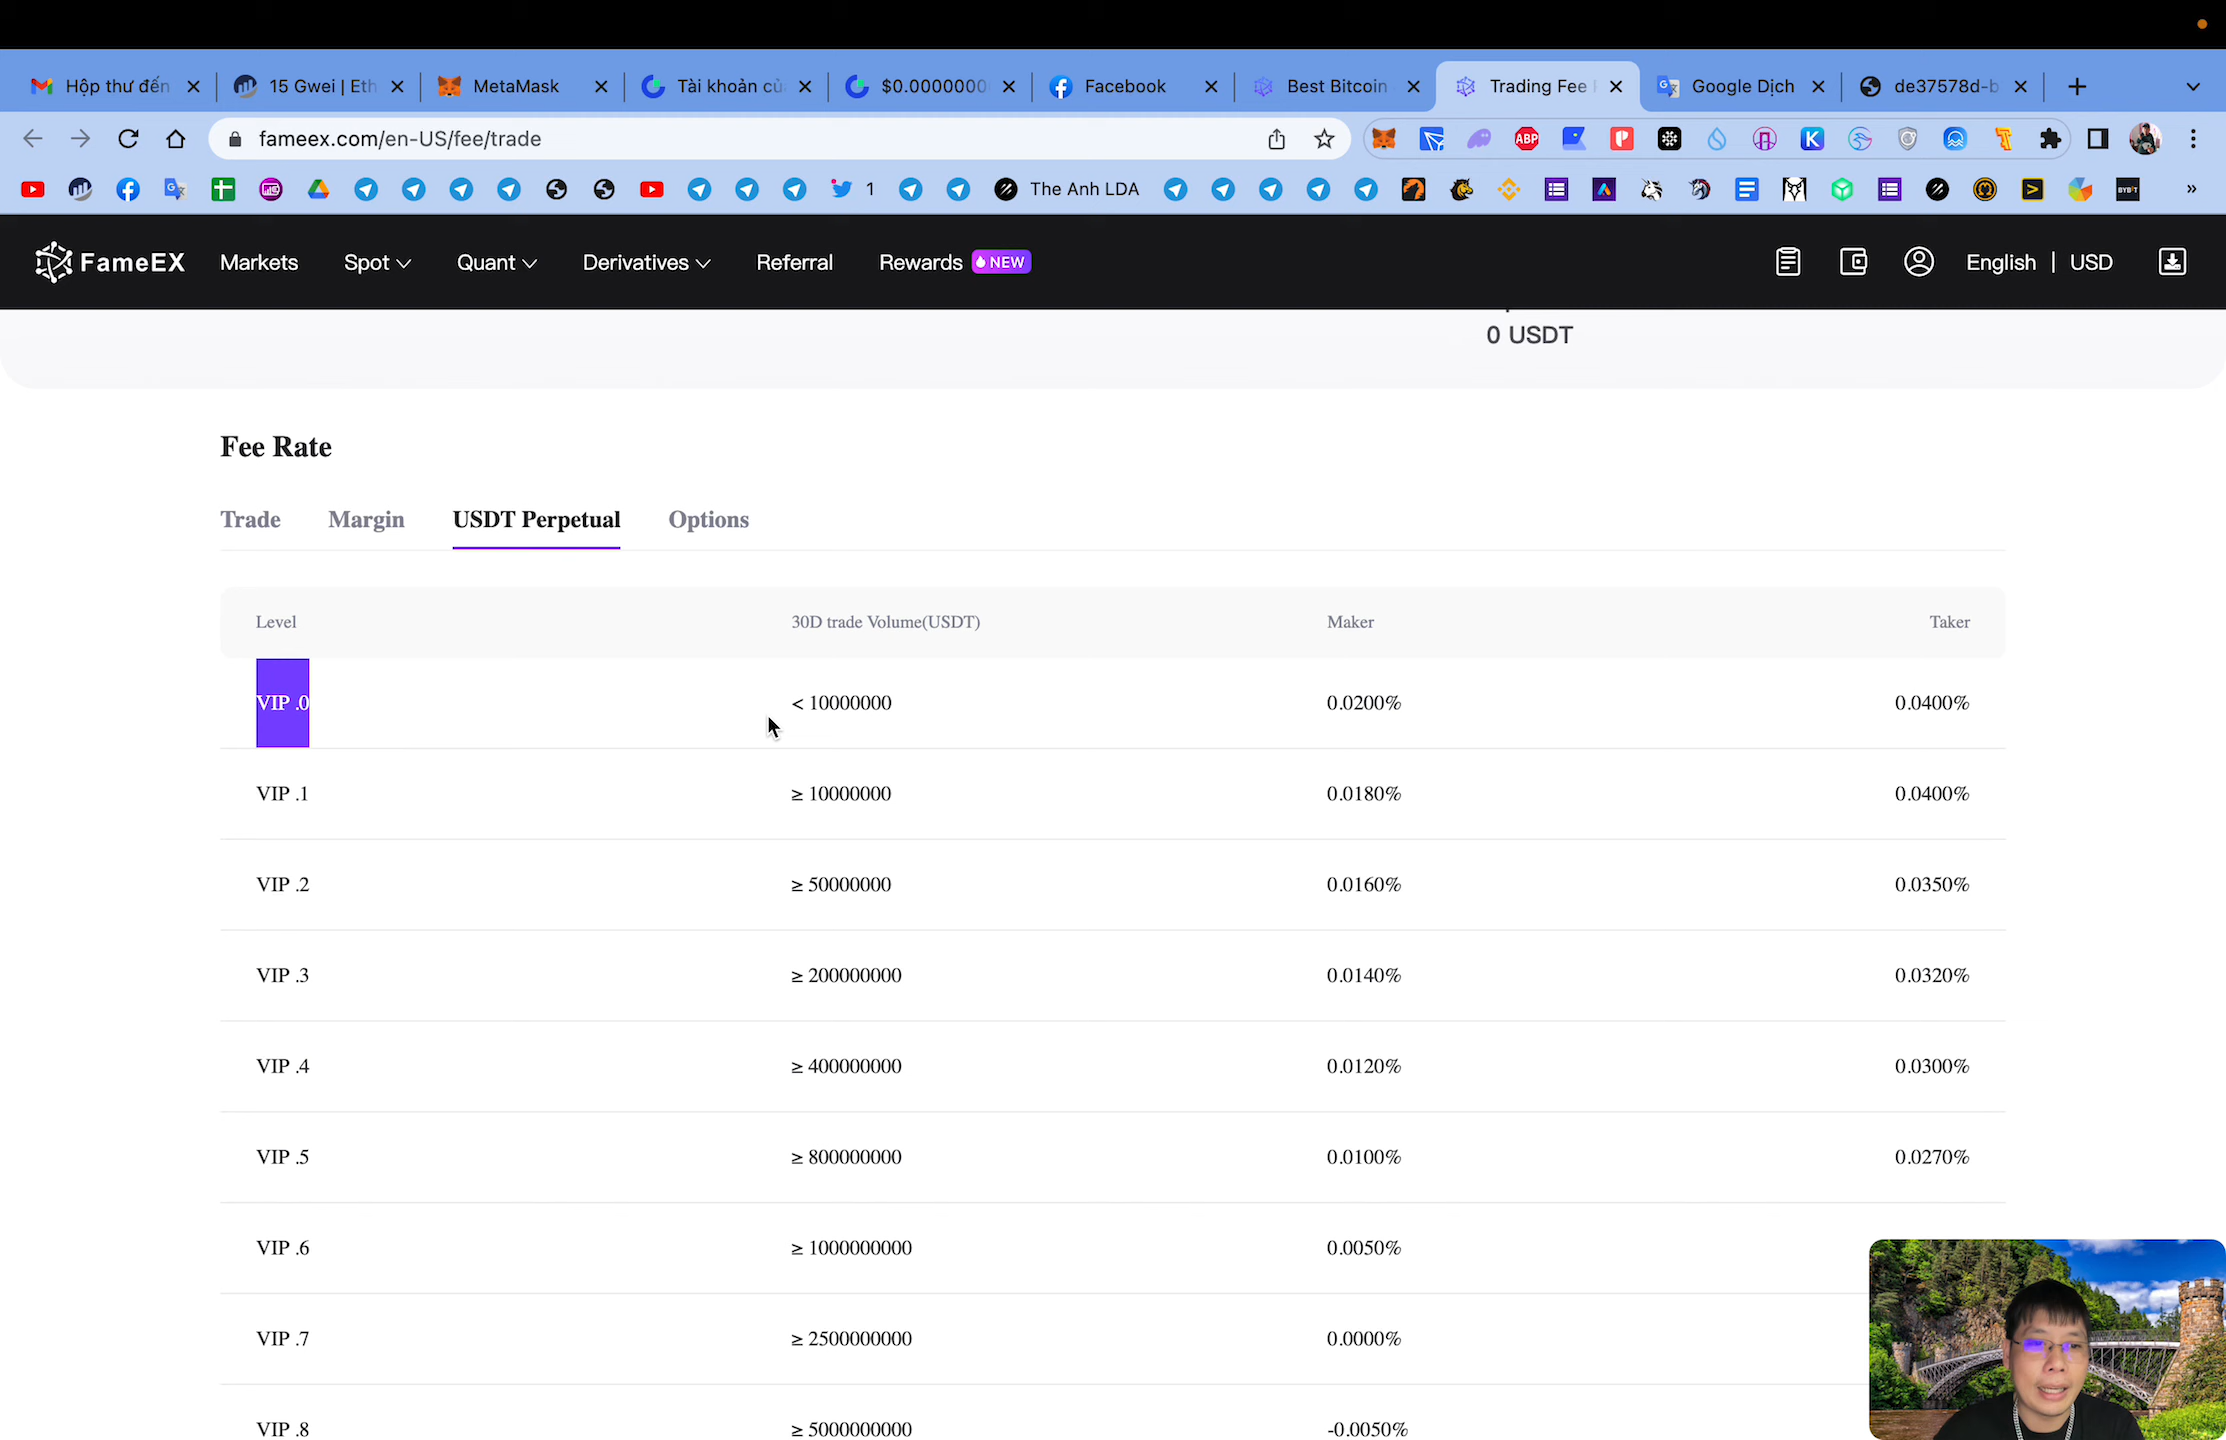 Hộp thư đến
15 Gwei | Eth
MetaMask
Tài khoản củ
$0.0000000
Facebook
Best Bitcoin
Trading Fee
Google Dịch
de37578d-b
fameex.com/en-US/fee/trade
ABP
K
1
The Anh LDA
BYBIT
FameEX
Markets
Spot
Quant
Derivatives
Referral
Rewards
NEW
English | USD
0 USDT
Fee Rate
Trade Margin USDT Perpetual Options
Level 30D trade Volume(USDT) Maker Taker
VIP .0 < 10000000 0.0200% 0.0400%
VIP .1 ≥ 10000000 0.0180% 0.0400%
VIP .2 ≥ 50000000 0.0160% 0.0350%
VIP .3 ≥ 200000000 0.0140% 0.0320%
VIP .4 ≥ 400000000 0.0120% 0.0300%
VIP .5 ≥ 800000000 0.0100% 0.0270%
VIP .6 ≥ 1000000000 0.0050%
VIP .7 ≥ 2500000000 0.0000%
VIP .8 ≥ 5000000000 -0.0050%